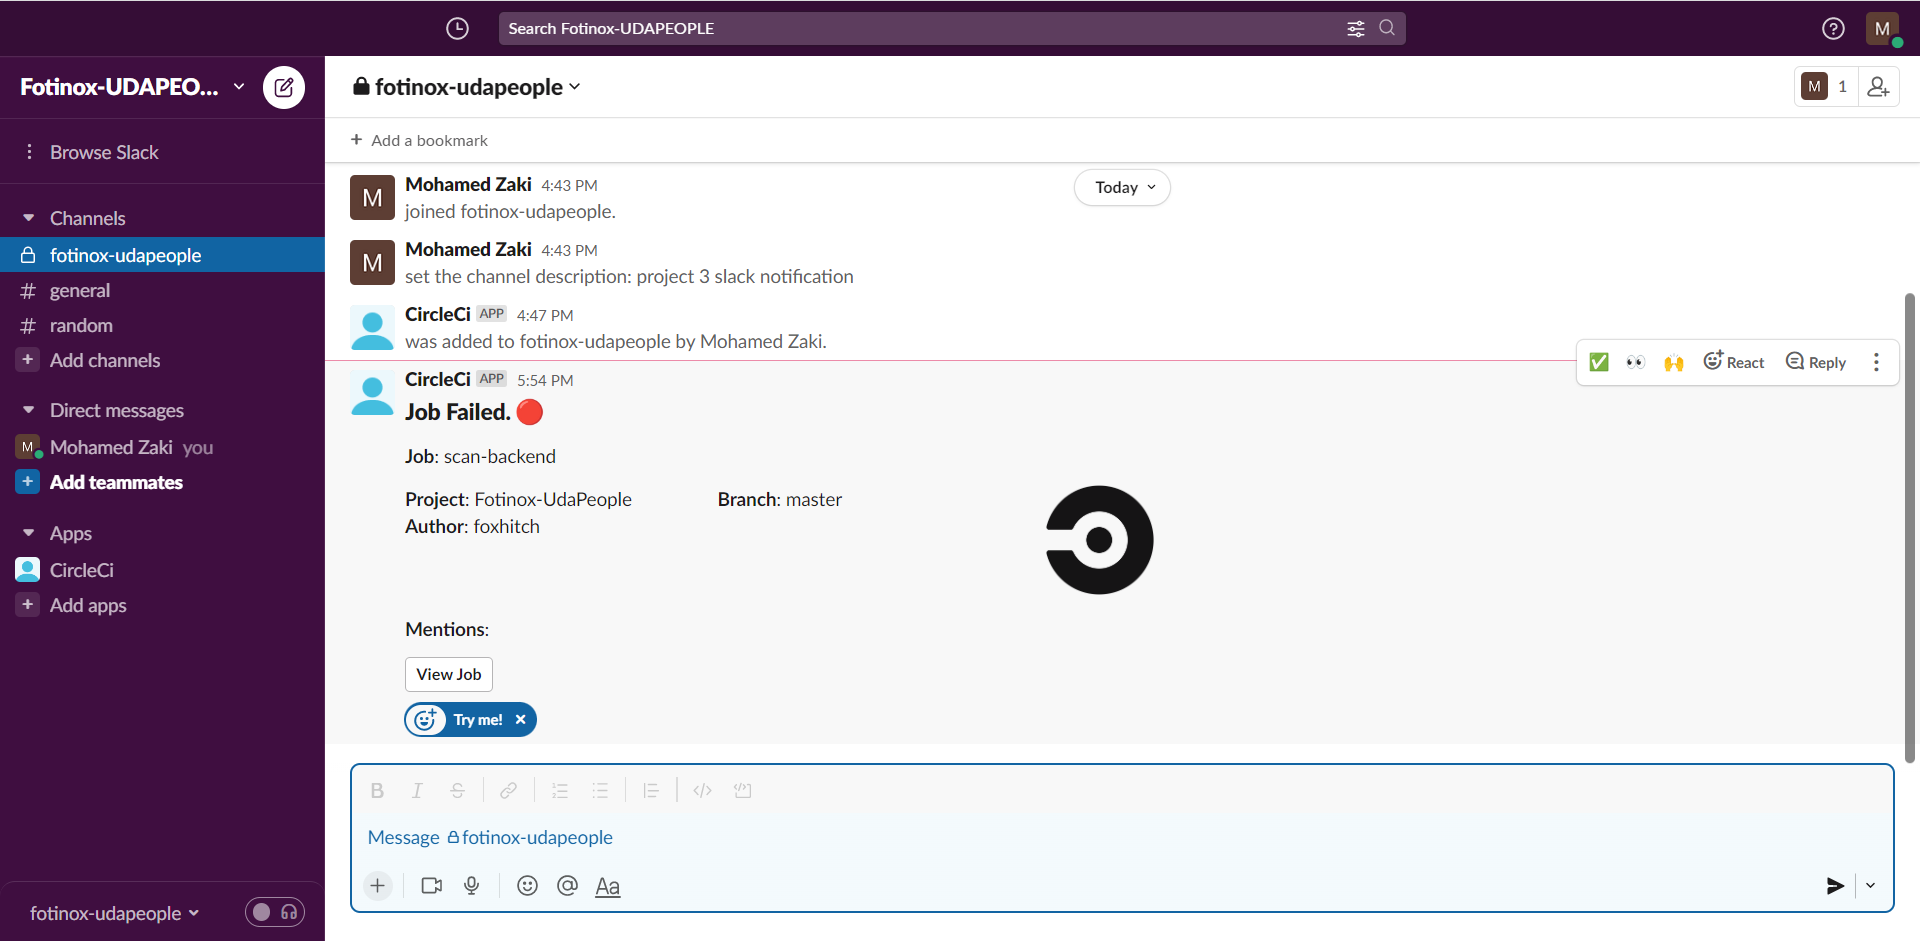 Search Fotinox-UDAPEOPLE
M
Fotinox-UDAPEO...
Browse Slack
Channels
fotinox-udapeople
general
random
Add channels
Direct messages
M Mohamed Zaki you
Add teammates
Apps
CircleCi
Add apps
fotinox-udapeople
fotinox-udapeople
M 1
Add a bookmark
Today
M Mohamed Zaki 4:43 PM
joined fotinox-udapeople.
M Mohamed Zaki 4:43 PM
set the channel description: project 3 slack notification
CircleCi APP 4:47 PM
was added to fotinox-udapeople by Mohamed Zaki.
React Reply
CircleCi APP 5:54 PM
Job Failed.
Job: scan-backend
Project: Fotinox-UdaPeople Branch: master
Author: foxhitch
Mentions:
View Job
Try me!
B I S
Message fotinox-udapeople
Aa